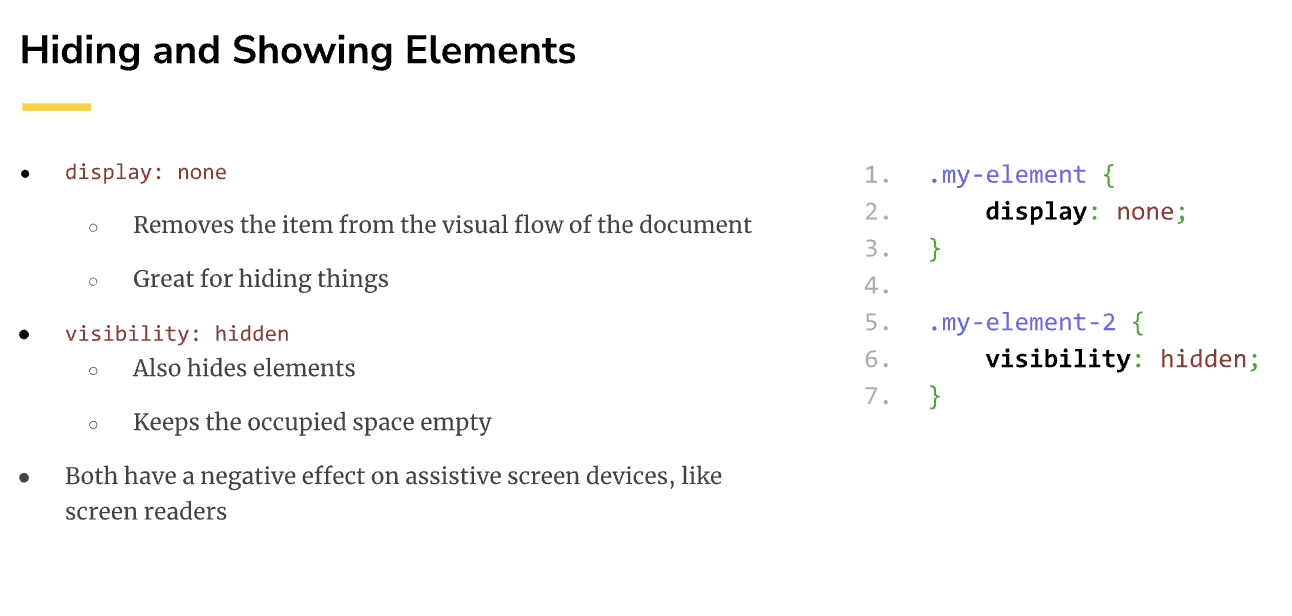 Hiding and Showing Elements
● display: none
○ Removes the item from the visual flow of the document
○ Great for hiding things
● visibility: hidden
○ Also hides elements
○ Keeps the occupied space empty
● Both have a negative effect on assistive screen devices, like
screen readers
1. .my-element {
2. display: none;
3. }
4.
5. .my-element-2 {
6. visibility: hidden;
7. }